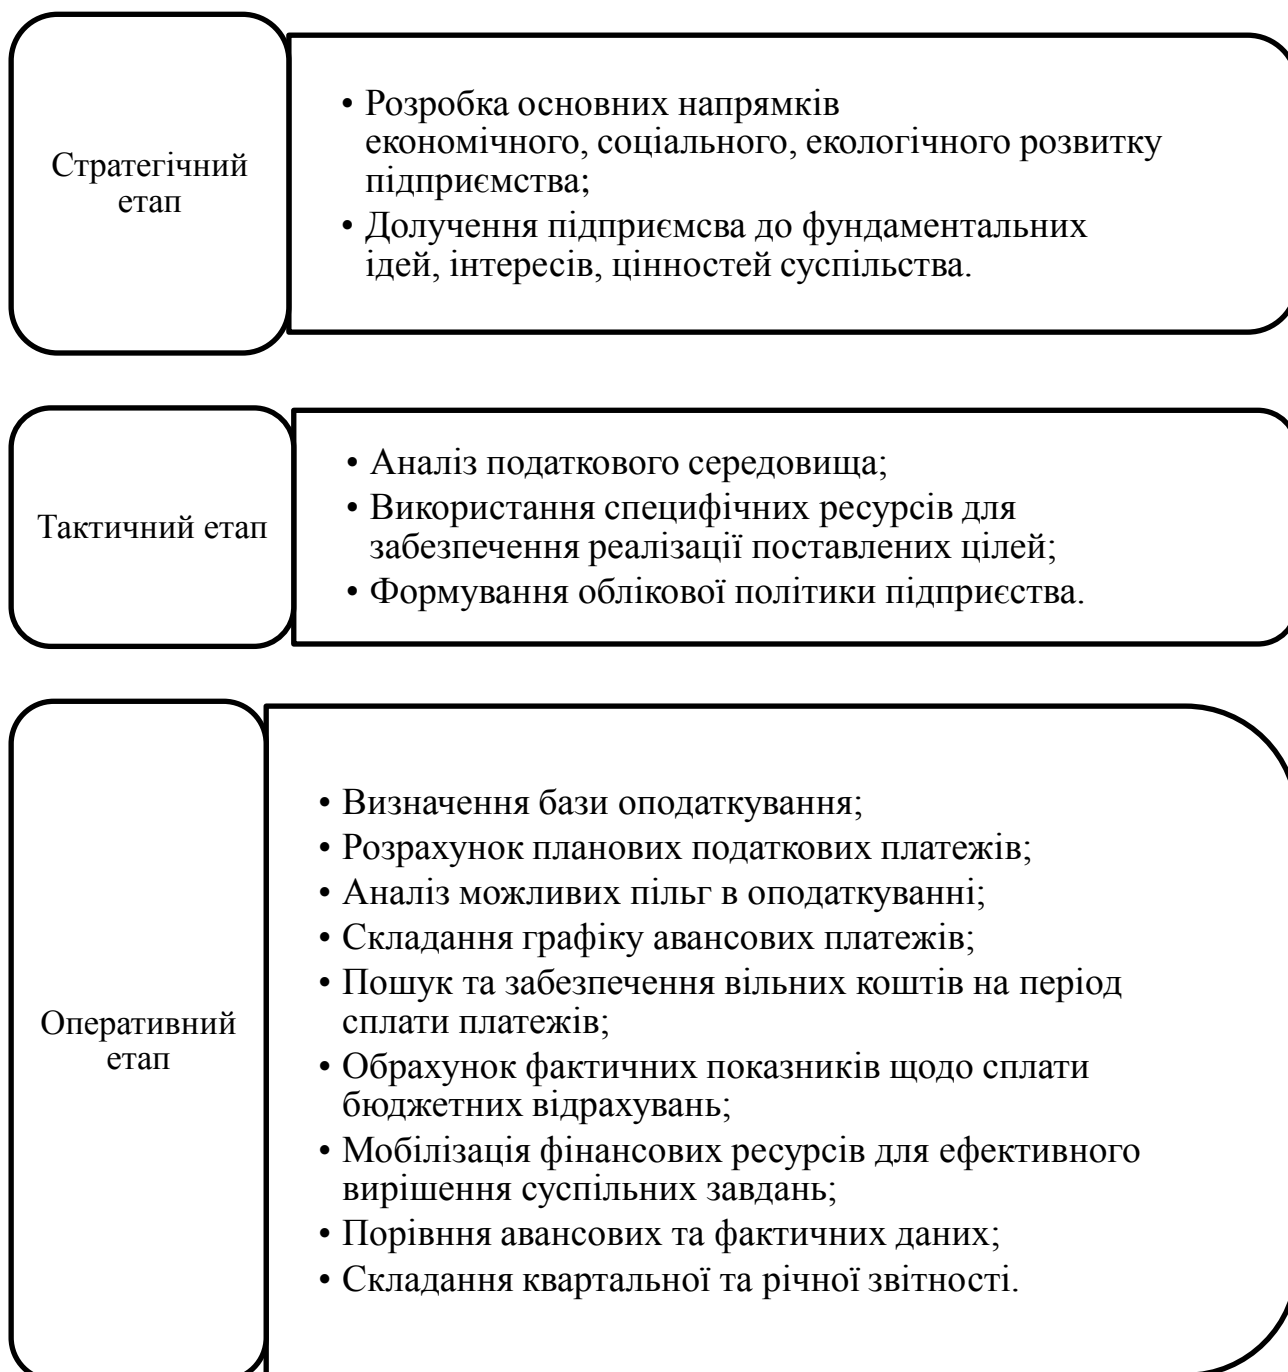 Стратегічний
етап
• Розробка основних напрямків
економічного, соціального, екологічного розвитку
підприємства;
• Долучення підприємсва до фундаментальних
ідей, інтересів, цінностей суспільства.
Тактичний етап
• Аналіз податкового середовища;
• Використання специфічних ресурсів для
забезпечення реалізації поставлених цілей;
• Формування облікової політики підприєства.
Оперативний
етап
• Визначення бази оподаткування;
• Розрахунок планових податкових платежів;
• Аналіз можливих пільг в оподаткуванні;
• Складання графіку авансових платежів;
• Пошук та забезпечення вільних коштів на період
сплати платежів;
• Обрахунок фактичних показників щодо сплати
бюджетних відрахувань;
• Мобілізація фінансових ресурсів для ефективного
вирішення суспільних завдань;
• Порівння авансових та фактичних даних;
• Складання квартальної та річної звітності.